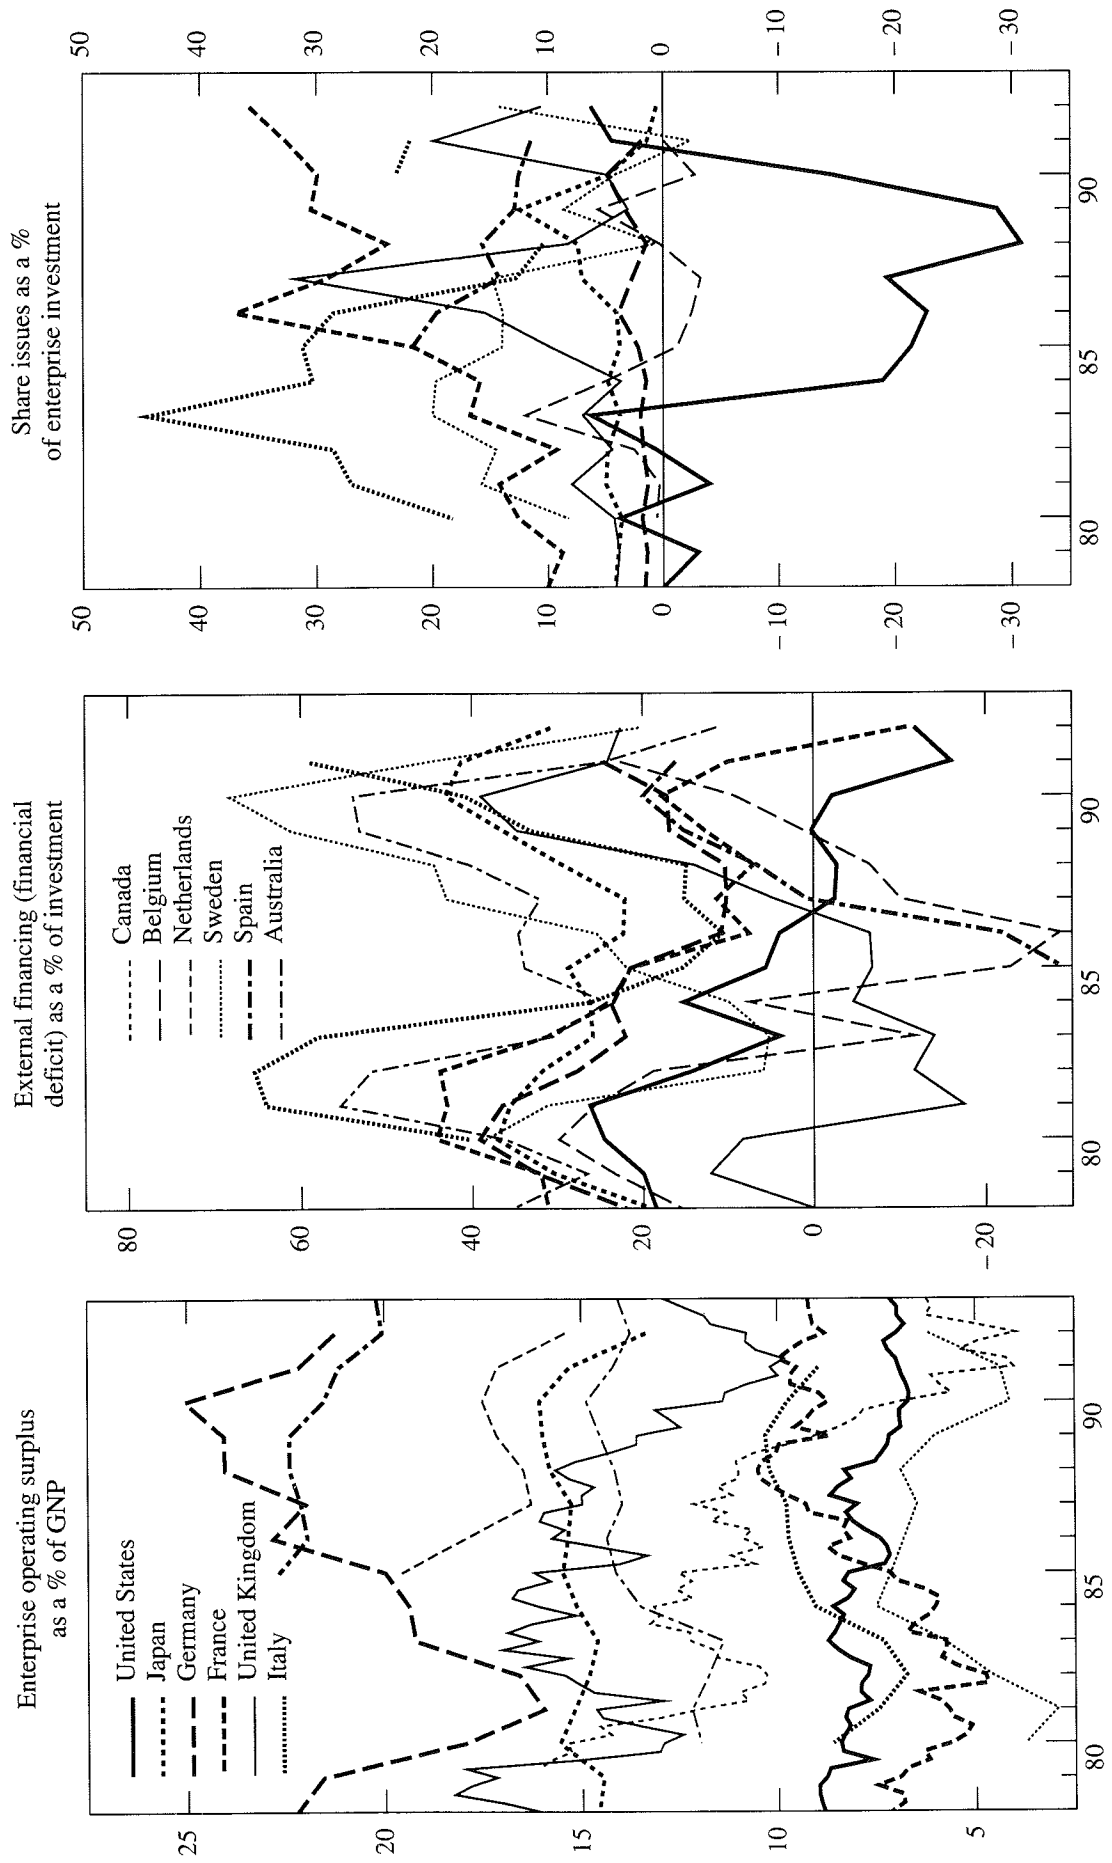 Enterprise operating surplus
as a % of GNP
United States
Japan
Germany
France
United Kingdom
Italy
25
20
15
10
5
80
85
90
External financing (financial
deficit) as a % of investment
Canada
Belgium
Netherlands
Sweden
Spain
Australia
80
60
40
20
0
– 20
80
85
90
Share issues as a %
of enterprise investment
50
40
30
20
10
0
– 10
– 20
– 30
50
40
30
20
10
0
– 10
– 20
– 30
80
85
90